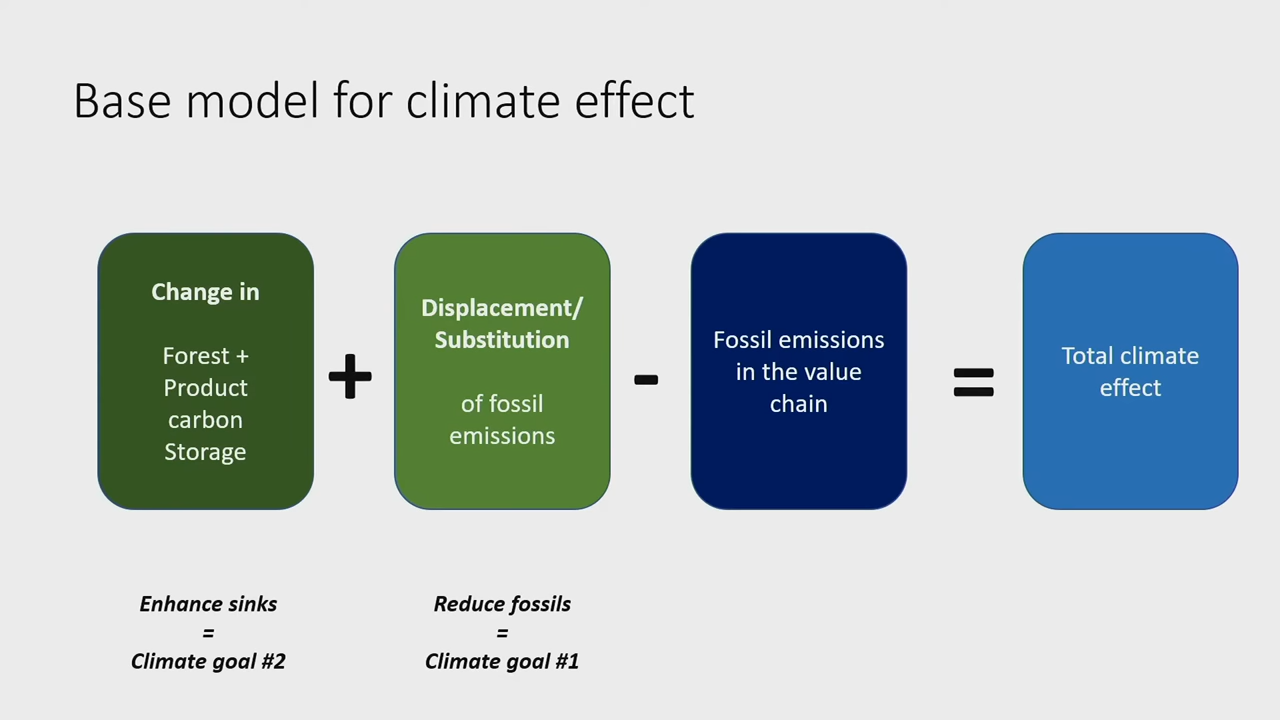 Base model for climate effect
Change in
Forest +
Product
carbon
Storage
+
Displacement/
Substitution
of fossil
emissions
-
Fossil emissions
in the value
chain
=
Total climate
effect
Enhance sinks
=
Climate goal #2
Reduce fossils
=
Climate goal #1